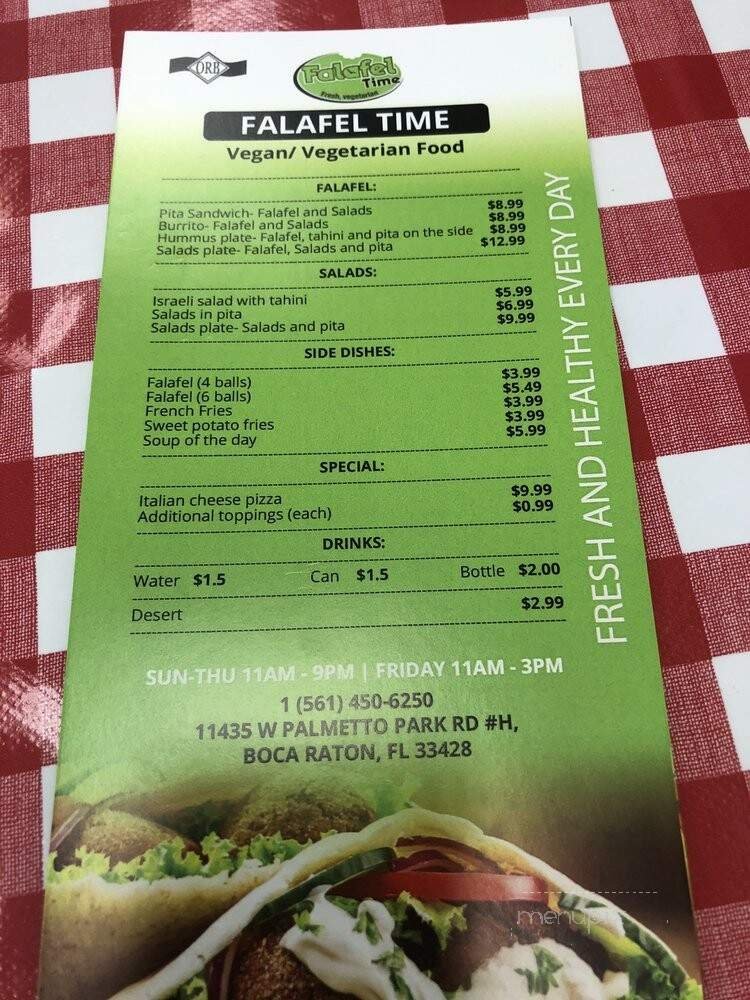 ORB
Falafel
Time
Fresh, vegetarian
FALAFEL TIME
Vegan/ Vegetarian Food
FALAFEL:
Pita Sandwich- Falafel and Salads $8.99
Burrito- Falafel and Salads $8.99
Hummus plate- Falafel, tahini and pita on the side $8.99
Salads plate- Falafel, Salads and pita $12.99
SALADS:
Israeli salad with tahini $5.99
Salads in pita $6.99
Salads plate- Salads and pita $9.99
SIDE DISHES:
Falafel (4 balls) $3.99
Falafel (6 balls) $5.49
French Fries $3.99
Sweet potato fries $3.99
Soup of the day $5.99
SPECIAL:
Italian cheese pizza $9.99
Additional toppings (each) $0.99
DRINKS:
Water $1.5 Can $1.5 Bottle $2.00
Desert $2.99
FRESH AND HEALTHY EVERY DAY
SUN-THU 11AM - 9PM | FRIDAY 11AM - 3PM
1 (561) 450-6250
11435 W PALMETTO PARK RD #H,
BOCA RATON, FL 33428